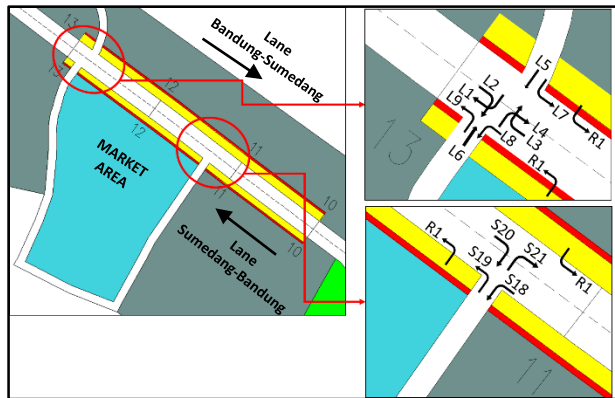 Lane
Bandung-Sumedang
13
13
12
12
11
11
10
10
MARKET
AREA
Lane
Sumedang-Bandung
L5
L2
L1
L9
L7
R1
L4
L3
L8
L6
R1
13
S20
S21
R1
R1
S19
S18
11